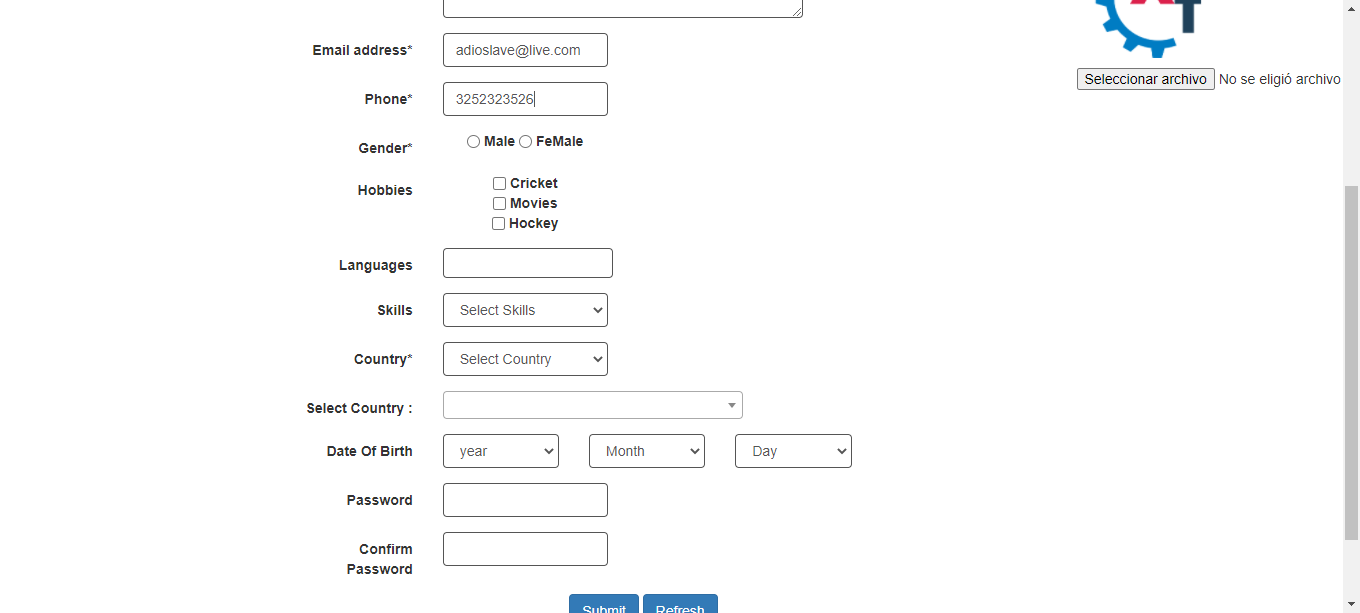 Email address* adioslave@live.com
Seleccionar archivo No se eligió archivo
Phone* 3252323526
Gender* Male FeMale
Hobbies Cricket
Movies
Hockey
Languages
Skills Select Skills
Country* Select Country
Select Country :
Date Of Birth year Month Day
Password
Confirm
Password
Submit Refresh